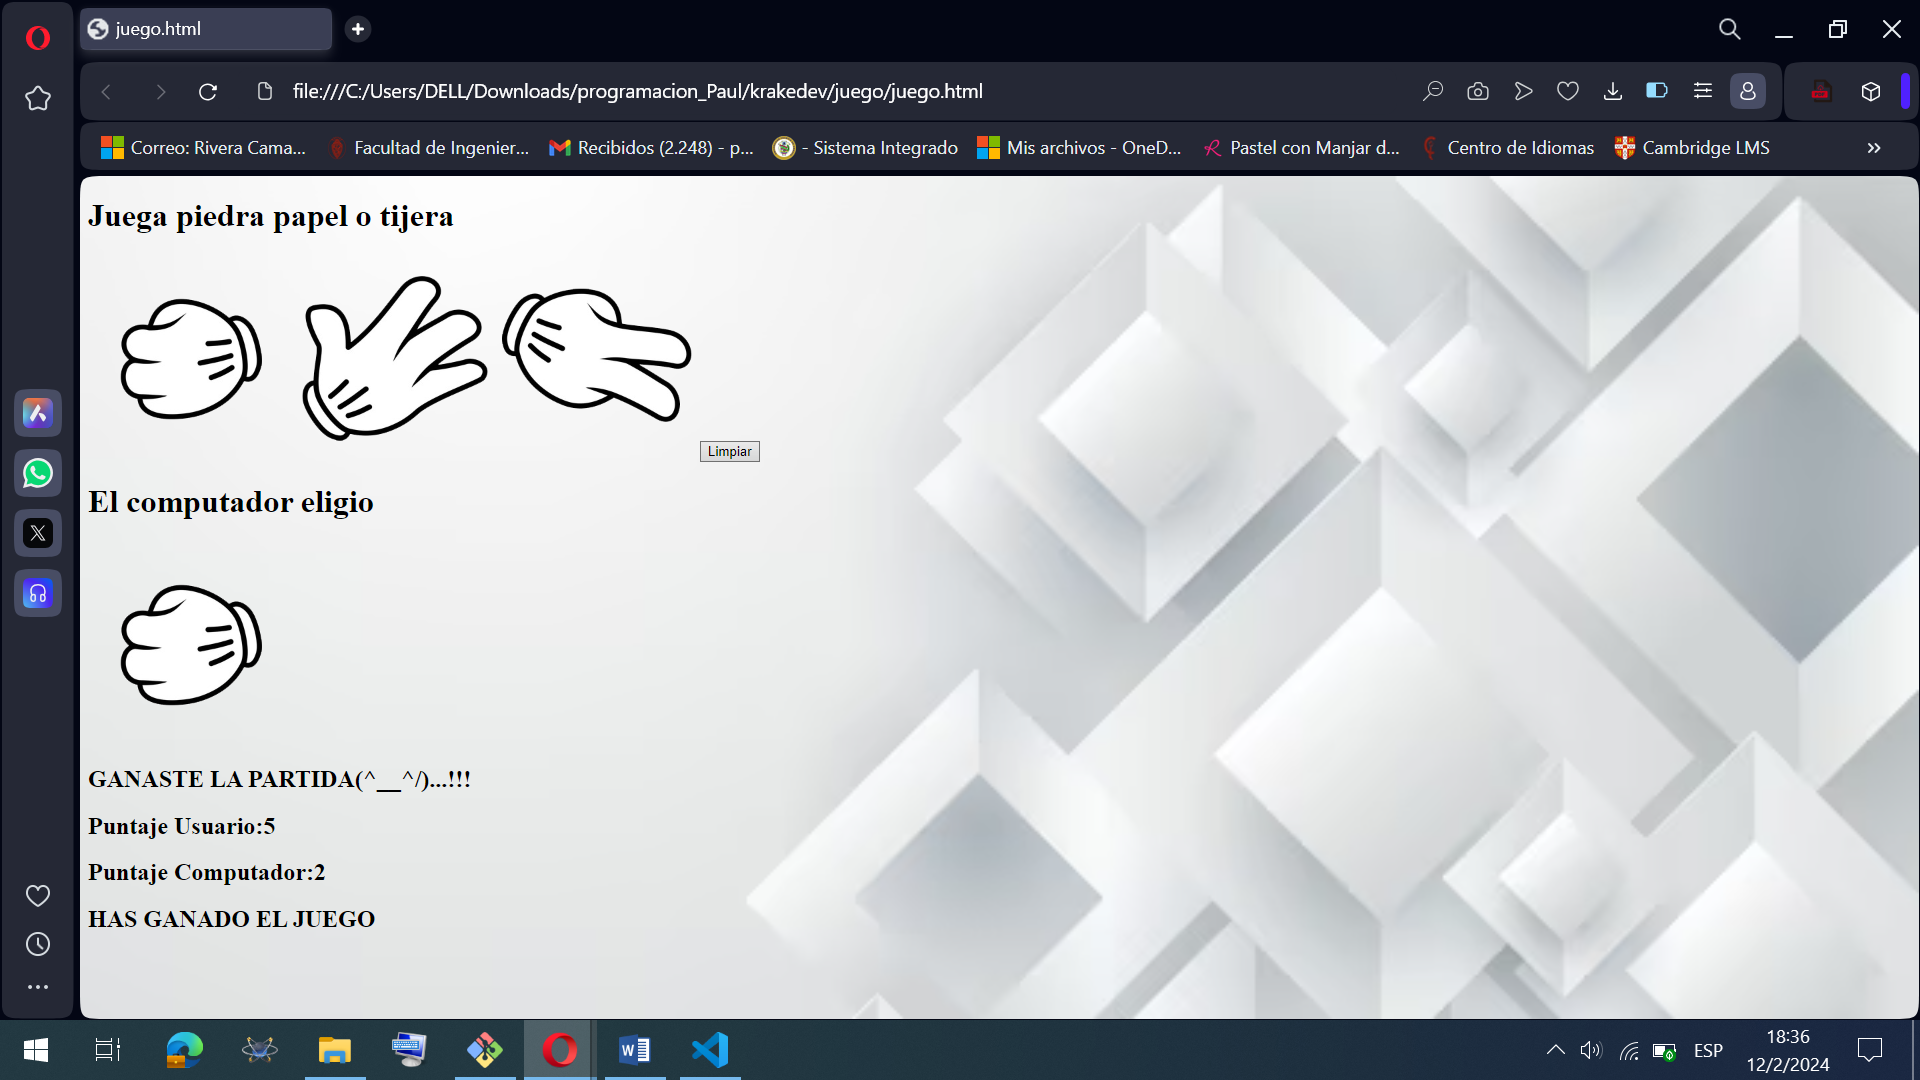 juego.html
file:///C:/Users/DELL/Downloads/programacion_Paul/krakedev/juego/juego.html
Correo: Rivera Cama...
Facultad de Ingenier...
Recibidos (2.248) - p...
- Sistema Integrado
Mis archivos - OneD...
Pastel con Manjar d...
Centro de Idiomas
Cambridge LMS
Juega piedra papel o tijera
Limpiar
El computador eligio
GANASTE LA PARTIDA(^__^/)...!!!
Puntaje Usuario:5
Puntaje Computador:2
HAS GANADO EL JUEGO
ESP
18:36
12/2/2024